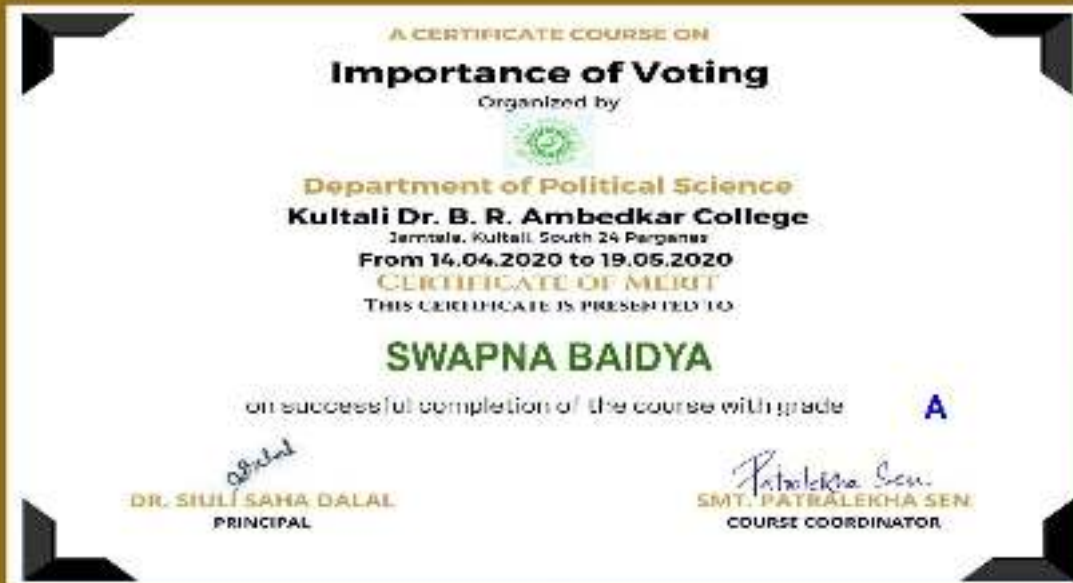 A CERTIFICATE COURSE ON
Importance of Voting
Organized by
Department of Political Science
Kultali Dr. B. R. Ambedkar College
Jamtala, Kultali, South 24 Parganas
From 14.04.2020 to 19.05.2020
CERTIFICATE OF MERIT
THIS CERTIFICATE IS PRESENTED TO
SWAPNA BAIDYA
on successful completion of the course with grade A
Patralekha Sen.
DR. SIULI SAHA DALAL
PRINCIPAL
SMT. PATRALEKHA SEN
COURSE COORDINATOR